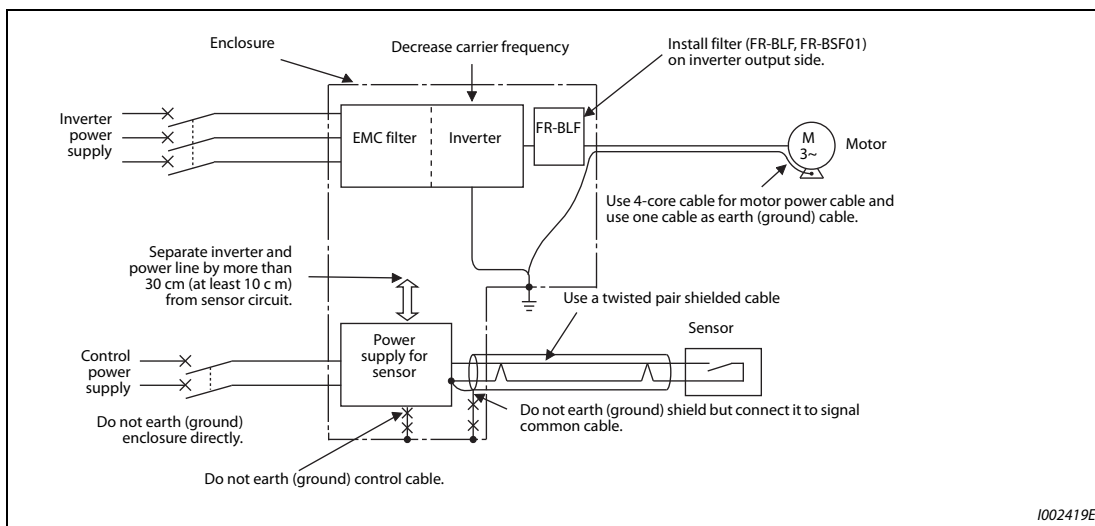 Enclosure
Decrease carrier frequency
Install filter (FR-BLF, FR-BSF01)
on inverter output side.
Inverter
power
supply
EMC filter
Inverter
FR-BLF
M
3~
Motor
Use 4-core cable for motor power cable and
use one cable as earth (ground) cable.
Separate inverter and
power line by more than
30 cm (at least 10 c m)
from sensor circuit.
Use a twisted pair shielded cable
Sensor
Control
power
supply
Power
supply for
sensor
Do not earth (ground)
enclosure directly.
Do not earth (ground) shield but connect it to signal
common cable.
Do not earth (ground) control cable.
I002419E